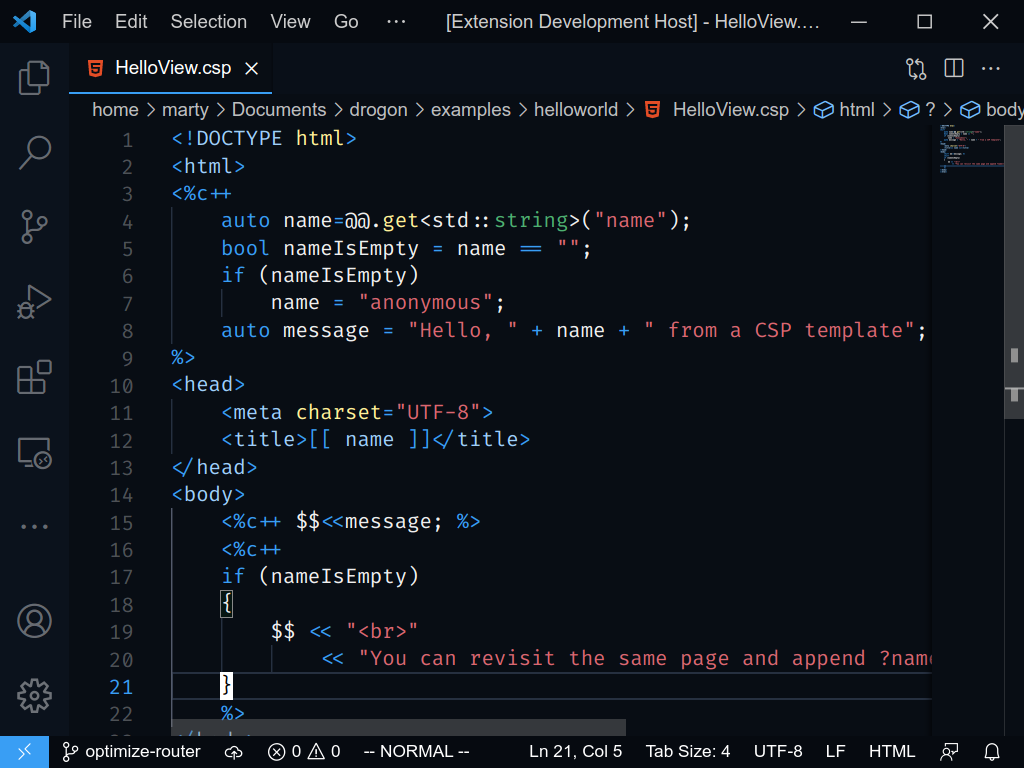 File Edit Selection View Go ··· [Extension Development Host] - HelloView....
HelloView.csp
home > marty > Documents > drogon > examples > helloworld > HelloView.csp > html > ? > body
1 <!DOCTYPE html>
2 <html>
3 <%c++
4 auto name=@@.get<std::string>("name");
5 bool nameIsEmpty = name == "";
6 if (nameIsEmpty)
7 name = "anonymous";
8 auto message = "Hello, " + name + " from a CSP template";
9 %>
10 <head>
11 <meta charset="UTF-8">
12 <title>[[ name ]]</title>
13 </head>
14 <body>
15 <%c++ $$<<message; %>
16 <%c++
17 if (nameIsEmpty)
18 {
19 $$ << "<br>"
20 << "You can revisit the same page and append ?name
21 }
22 %>
optimize-router 0 0 -- NORMAL -- Ln 21, Col 5 Tab Size: 4 UTF-8 LF HTML